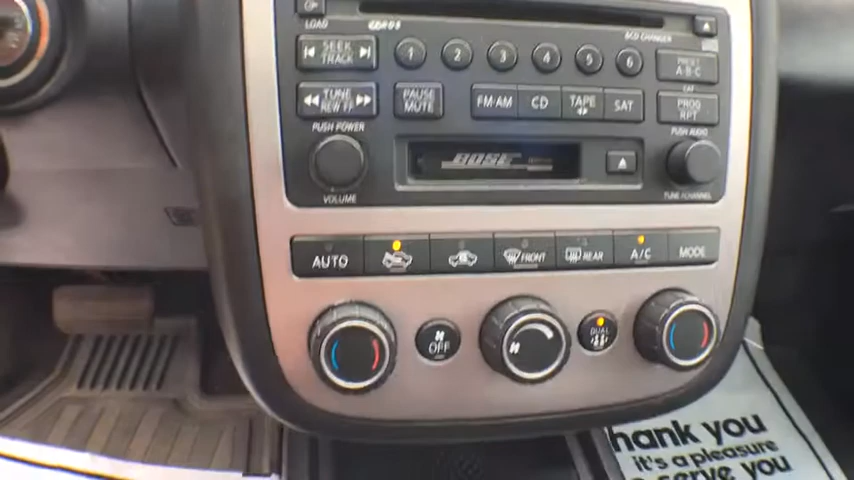 LOAD
6CD CHANGER
SEEK
TRACK
1 2 3 4 5 6
PRESET
A·B·C
CAT
TUNE
REW FF
PAUSE
MUTE
FM·AM
CD
TAPE
SAT
PROG
RPT
PUSH POWER
PUSH AUDIO
BOSE
VOLUME
TUNE/CHANNEL
AUTO
FRONT
REAR
A/C
MODE
OFF
DUAL
Thank You
it's a pleasure
serving you